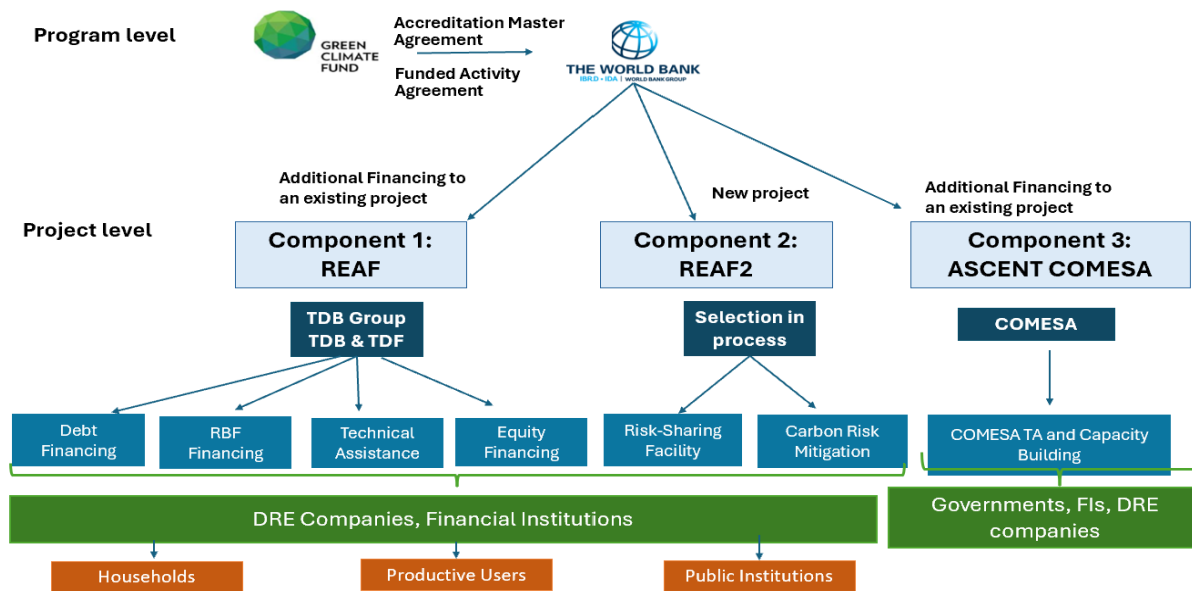 Program level
GREEN
CLIMATE
FUND
Accreditation Master
Agreement
Funded Activity
Agreement
THE WORLD BANK
IBRD • IDA | WORLD BANK GROUP
Additional Financing to
an existing project
New project
Additional Financing to
an existing project
Project level
Component 1:
REAF
Component 2:
REAF2
Component 3:
ASCENT COMESA
TDB Group
TDB & TDF
Selection in
process
COMESA
Debt
Financing
RBF
Financing
Technical
Assistance
Equity
Financing
Risk-Sharing
Facility
Carbon Risk
Mitigation
COMESA TA and Capacity
Building
DRE Companies, Financial Institutions
Governments, FIs, DRE
companies
Households
Productive Users
Public Institutions